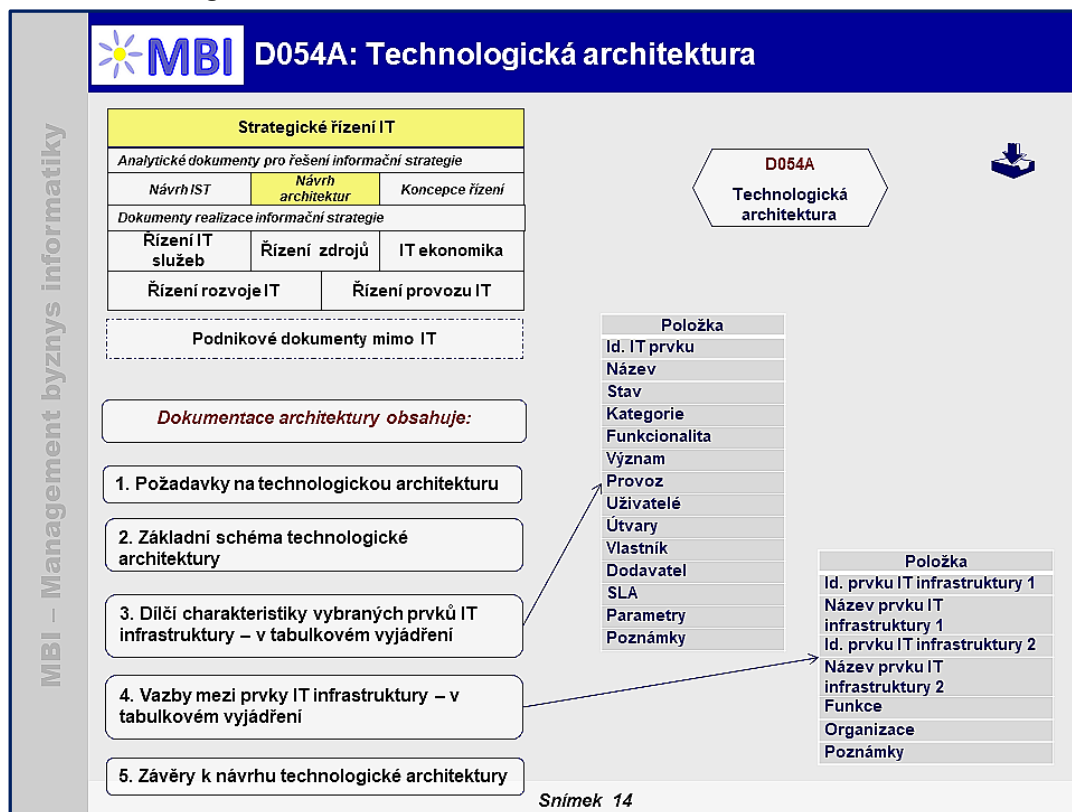 MBI
D054A: Technologická architektura
MBI – Management byznys informatiky
Strategické řízení IT
Analytické dokumenty pro řešení informační strategie
Návrh IST
Návrh
architektur
Koncepce řízení
Dokumenty realizace informační strategie
Řízení IT
služeb
Řízení zdrojů
IT ekonomika
Řízení rozvoje IT
Řízení provozu IT
Podnikové dokumenty mimo IT
D054A
Technologická
architektura
Dokumentace architektury obsahuje:
1. Požadavky na technologickou architekturu
2. Základní schéma technologické
architektury
3. Dílčí charakteristiky vybraných prvků IT
infrastruktury – v tabulkovém vyjádření
4. Vazby mezi prvky IT infrastruktury – v
tabulkovém vyjádření
5. Závěry k návrhu technologické architektury
Položka
Id. IT prvku
Název
Stav
Kategorie
Funkcionalita
Význam
Provoz
Uživatelé
Útvary
Vlastník
Dodavatel
SLA
Parametry
Poznámky
Položka
Id. prvku IT infrastruktury 1
Název prvku IT
infrastruktury 1
Id. prvku IT infrastruktury 2
Název prvku IT
infrastruktury 2
Funkce
Organizace
Poznámky
Snímek 14